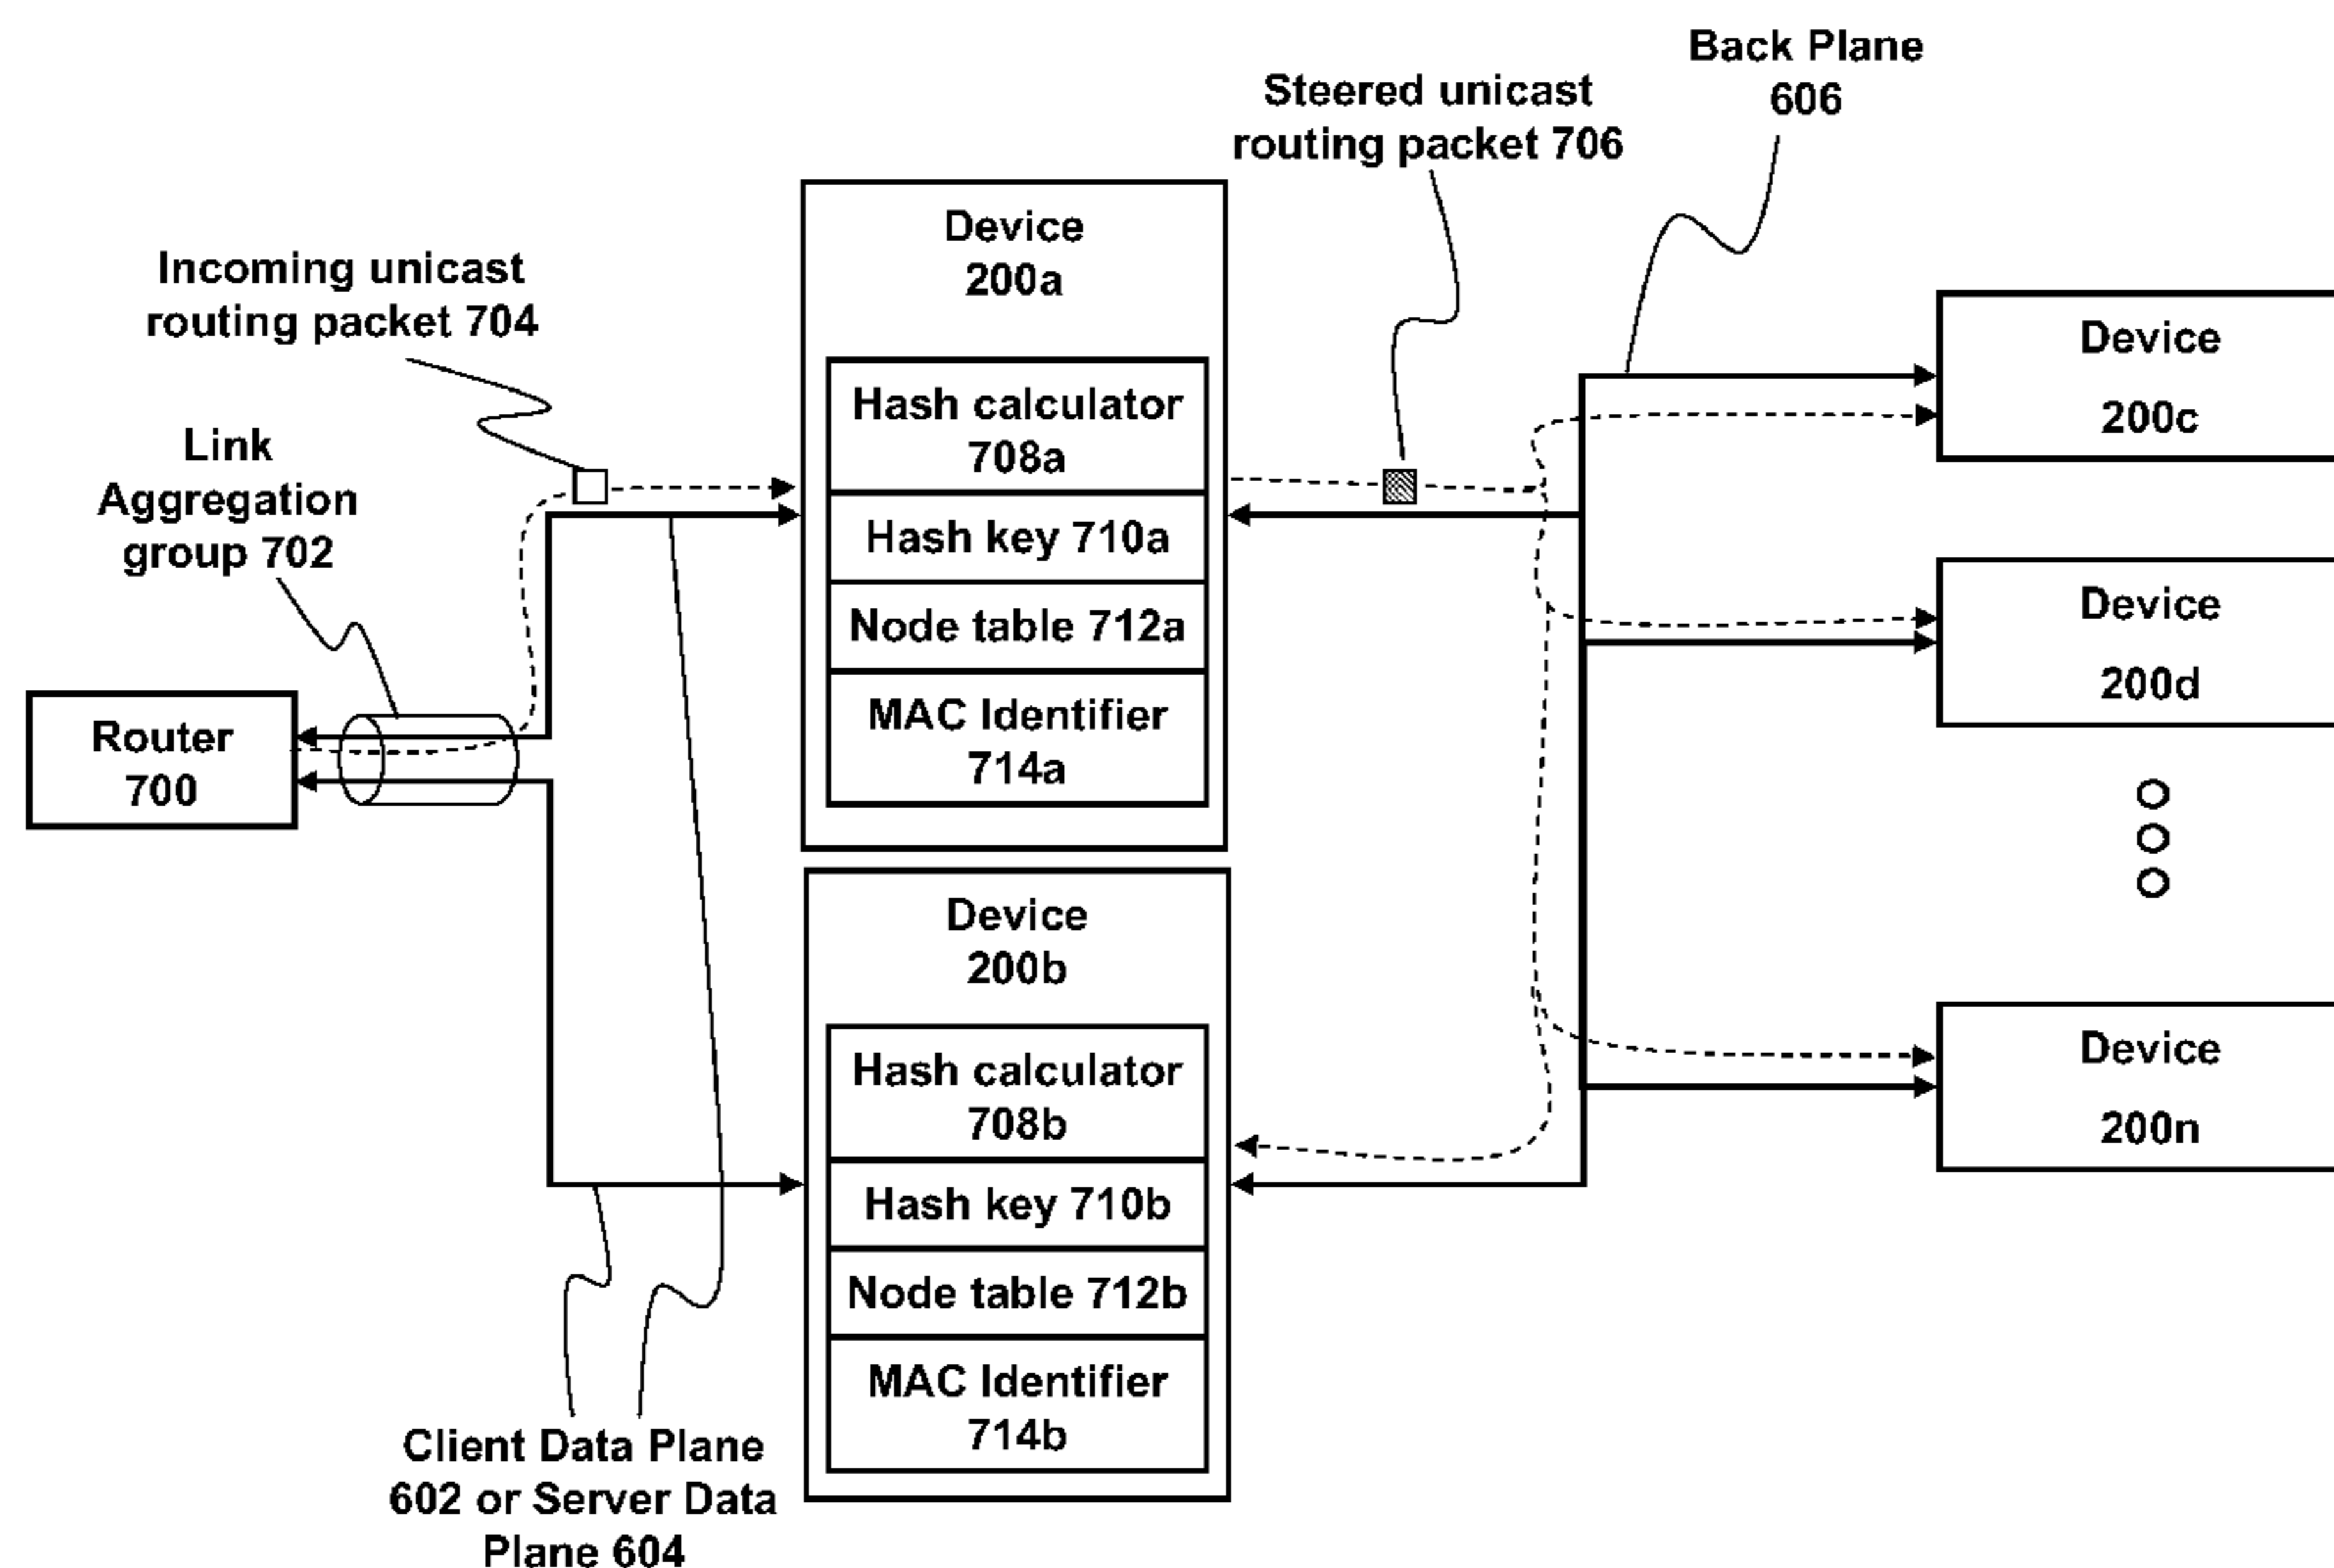 Back Plane
606
Steered unicast
routing packet 706
Incoming unicast
routing packet 704
Link
Aggregation
group 702
Router
700
Device
200a
Hash calculator
708a
Hash key 710a
Node table 712a
MAC Identifier
714a
Device
200b
Hash calculator
708b
Hash key 710b
Node table 712b
MAC Identifier
714b
Client Data Plane
602 or Server Data
Plane 604
Device
200c
Device
200d
Device
200n